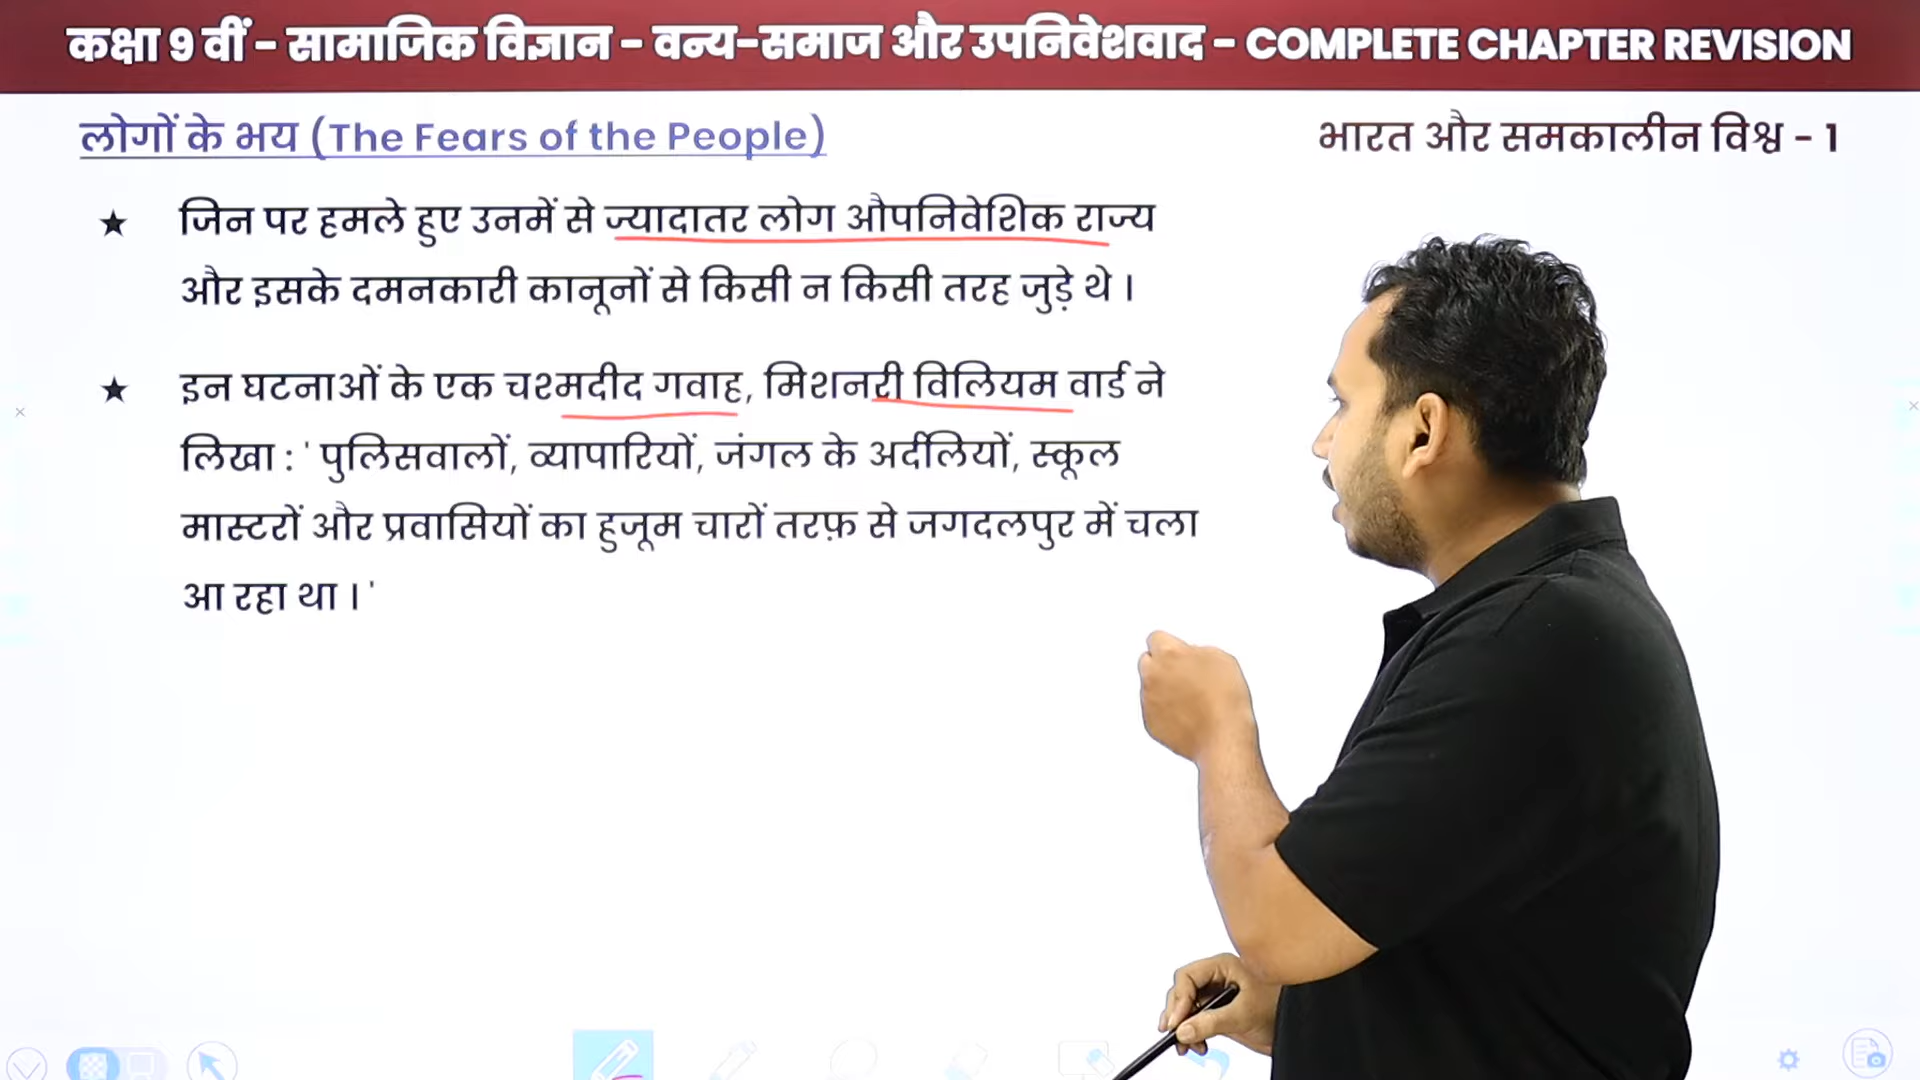 कक्षा 9 वीं - सामाजिक विज्ञान - वन्य-समाज और उपनिवेशवाद - COMPLETE CHAPTER REVISION
लोगों के भय (The Fears of the People)
भारत और समकालीन विश्व - 1
★ जिन पर हमले हुए उनमें से ज्यादातर लोग औपनिवेशिक राज्य
और इसके दमनकारी कानूनों से किसी न किसी तरह जुड़े थे ।
★ इन घटनाओं के एक चश्मदीद गवाह, मिशनरी विलियम वार्ड ने
लिखा : ' पुलिसवालों, व्यापारियों, जंगल के अर्दलियों, स्कूल
मास्टरों और प्रवासियों का हुजूम चारों तरफ़ से जगदलपुर में चला
आ रहा था । '